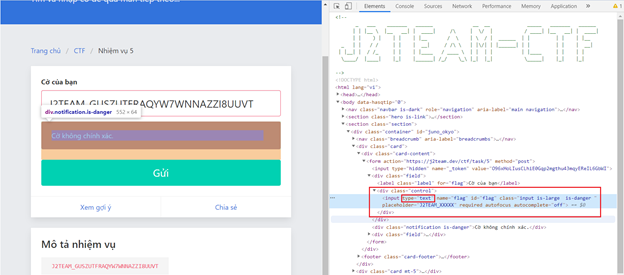 Trang chủ / CTF / Nhiệm vụ 5
Cờ của bạn
div.notification.is-danger 552 × 64
Cờ không chính xác.
Gửi
Xem gợi ý
Chia sẻ
Mô tả nhiệm vụ
Elements Console Sources Network Performance Memory Application
<!--
-->
<!DOCTYPE html>
<html lang="vi">
<head>…</head>
<body data-hasptip="0">
<nav class="navbar is-dark" role="navigation" aria-label="main navigation">…</nav>
<section class="hero is-link">…</section>
<section class="section">
<div class="container" id="juno_okyo">
<nav class="breadcrumb" aria-label="breadcrumbs">…</nav>
<div class="card">
<div class="card-content">
<form action="https://j2team.dev/ctf/task/5" method="post">
<input type="hidden" name="_token"
<div class="field">
<label class="label" for="flag">Cờ của bạn</label>
<div class="control">
<input type="text" name="flag" id="flag" class="input is-large is-danger "
placeholder="J2TEAM_XXXXX" required autofocus autocomplete="off"> == $0
</div>
<div class="notification is-danger">Cờ không chính xác.</div>
</div>
<div class="field">…</div>
</form>
</div>
<footer class="card-footer">…</footer>
</div>
<div class="card mt-5">…</div>